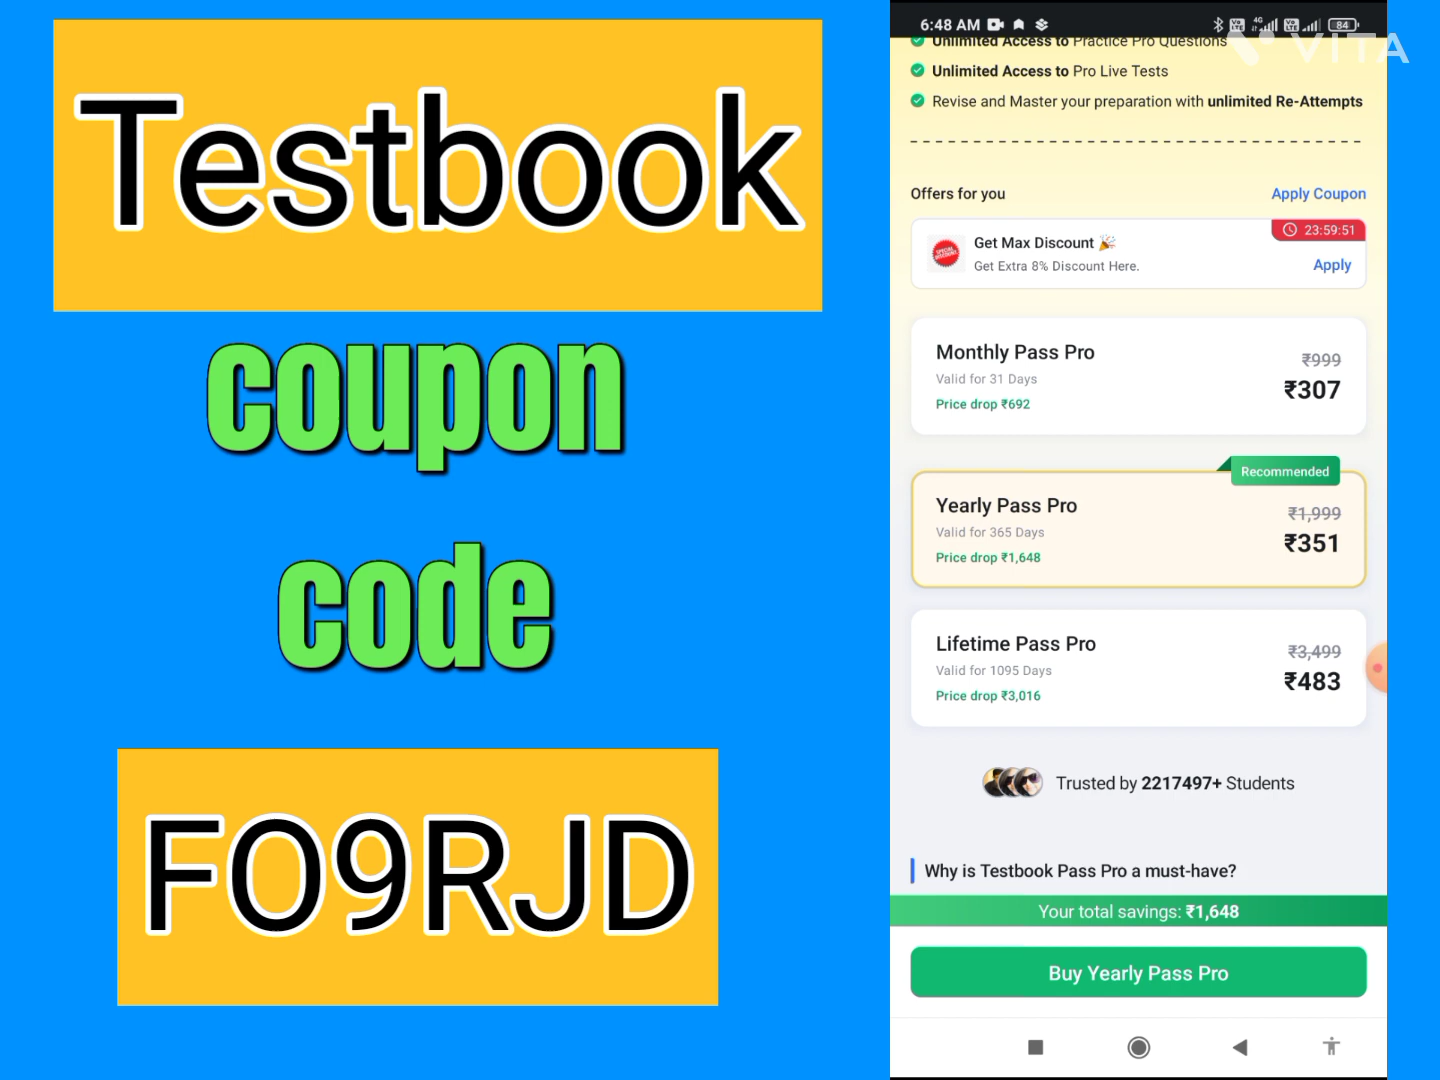 Testbook
coupon
code
FO9RJD
6:48 AM
4G
84
VITA
Unlimited Access to Practice Pro Questions
Unlimited Access to Pro Live Tests
Revise and Master your preparation with unlimited Re-Attempts
Offers for you
Apply Coupon
23:59:51
SPECIAL DISCOUNT
Get Max Discount 🎉
Get Extra 8% Discount Here.
Apply
Monthly Pass Pro
₹999
Valid for 31 Days
₹307
Price drop ₹692
Recommended
Yearly Pass Pro
₹1,999
Valid for 365 Days
₹351
Price drop ₹1,648
Lifetime Pass Pro
₹3,499
Valid for 1095 Days
₹483
Price drop ₹3,016
Trusted by 2217497+ Students
Why is Testbook Pass Pro a must-have?
Your total savings: ₹1,648
Buy Yearly Pass Pro